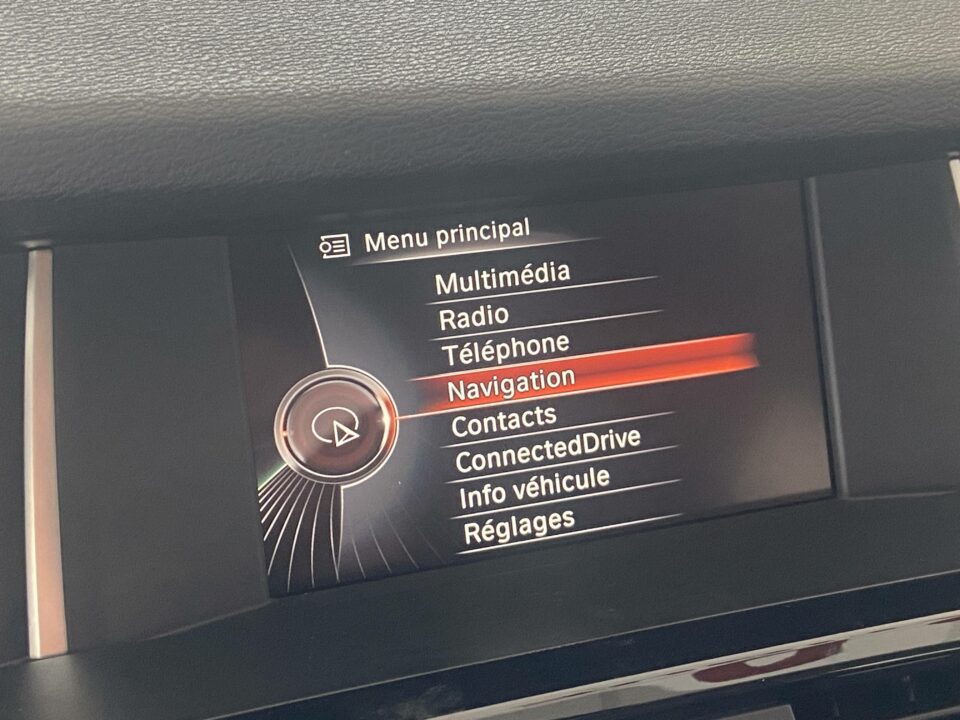 Menu principal
Multimédia
Radio
Téléphone
Navigation
Contacts
ConnectedDrive
Info véhicule
Réglages